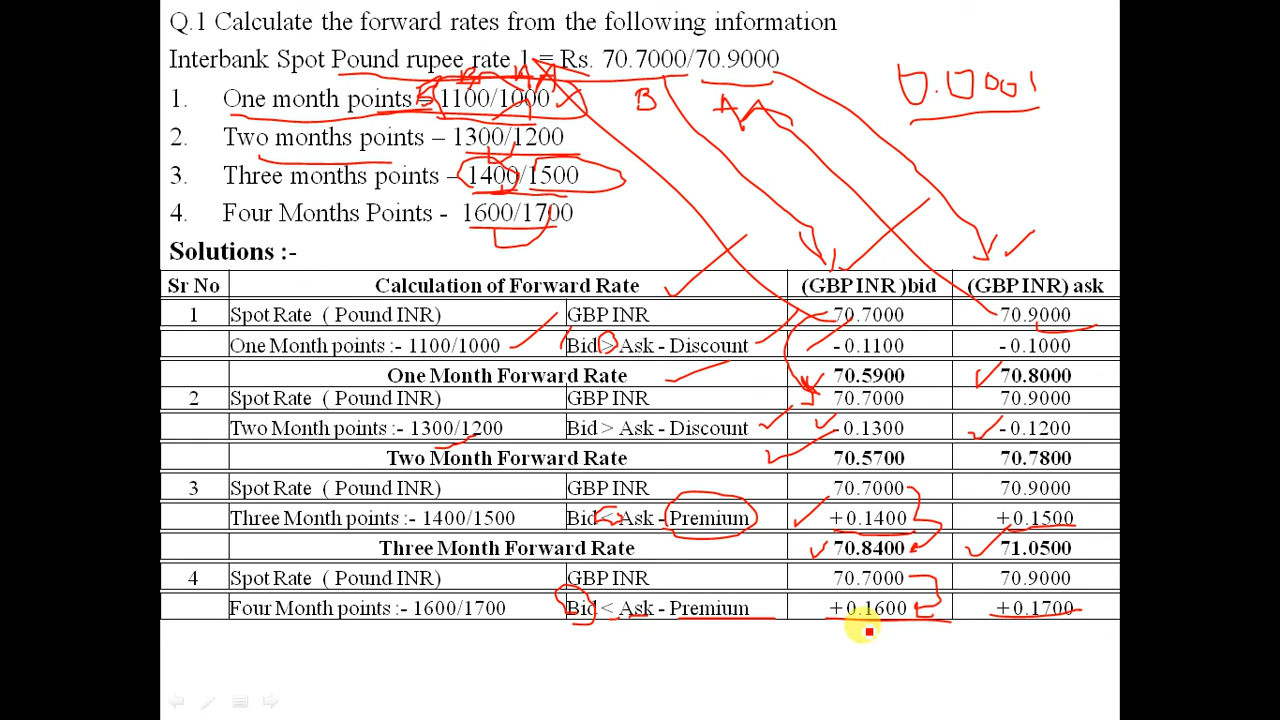 Q.1 Calculate the forward rates from the following information
Interbank Spot Pound rupee rate 1 = Rs. 70.7000/70.9000
0.0001
1. One month points – 1100/1000
B A
2. Two months points – 1300/1200
3. Three months points – 1400/1500
4. Four Months Points - 1600/1700
Solutions :-
Sr No Calculation of Forward Rate (GBP INR )bid (GBP INR) ask
1 Spot Rate ( Pound INR) GBP INR 70.7000 70.9000
One Month points :- 1100/1000 Bid > Ask - Discount - 0.1100 - 0.1000
One Month Forward Rate 70.5900 70.8000
2 Spot Rate ( Pound INR) GBP INR 70.7000 70.9000
Two Month points :- 1300/1200 Bid > Ask - Discount - 0.1300 - 0.1200
Two Month Forward Rate 70.5700 70.7800
3 Spot Rate ( Pound INR) GBP INR 70.7000 70.9000
Three Month points :- 1400/1500 Bid < Ask - Premium +0.1400 +0.1500
Three Month Forward Rate 70.8400 71.0500
4 Spot Rate ( Pound INR) GBP INR 70.7000 70.9000
Four Month points :- 1600/1700 Bid < Ask - Premium +0.1600 +0.1700